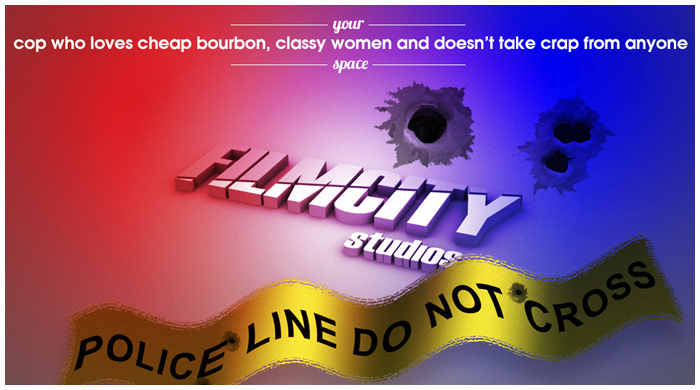 your
cop who loves cheap bourbon, classy women and doesn't take crap from anyone
space
FILMCITY
studios
POLICE LINE DO NOT CROSS